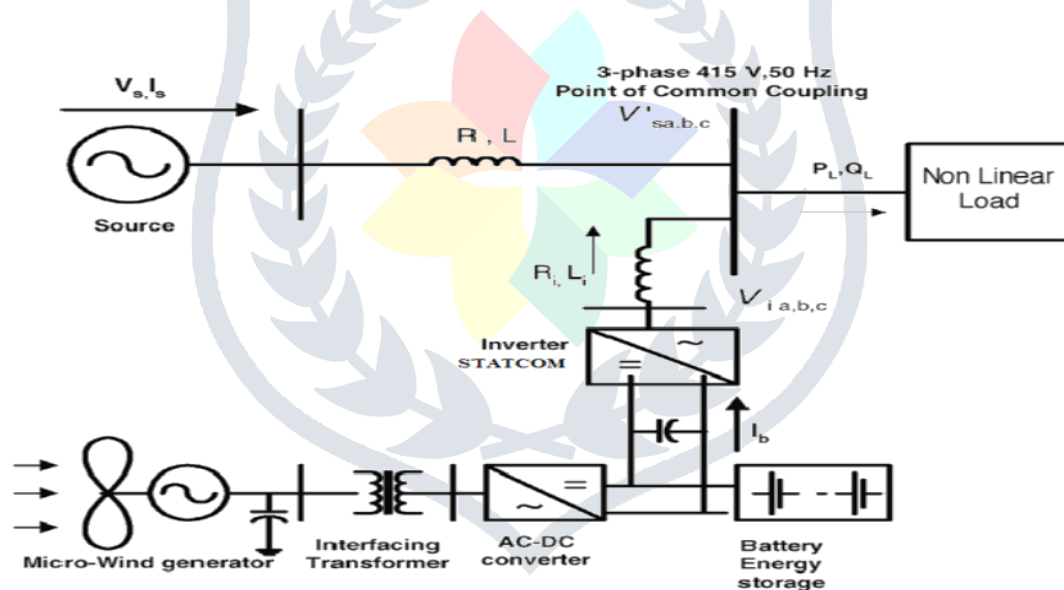 Vs,Is
3-phase 415 V,50 Hz
Point of Common Coupling
V'sa.b.c
R , L
PL,QL
Non Linear
Load
Source
Ri, Li
V i a,b,c
Inverter
STATCOM
~
=
Ib
=
~
Micro-Wind generator
Interfacing
Transformer
AC-DC
converter
Battery
Energy
storage